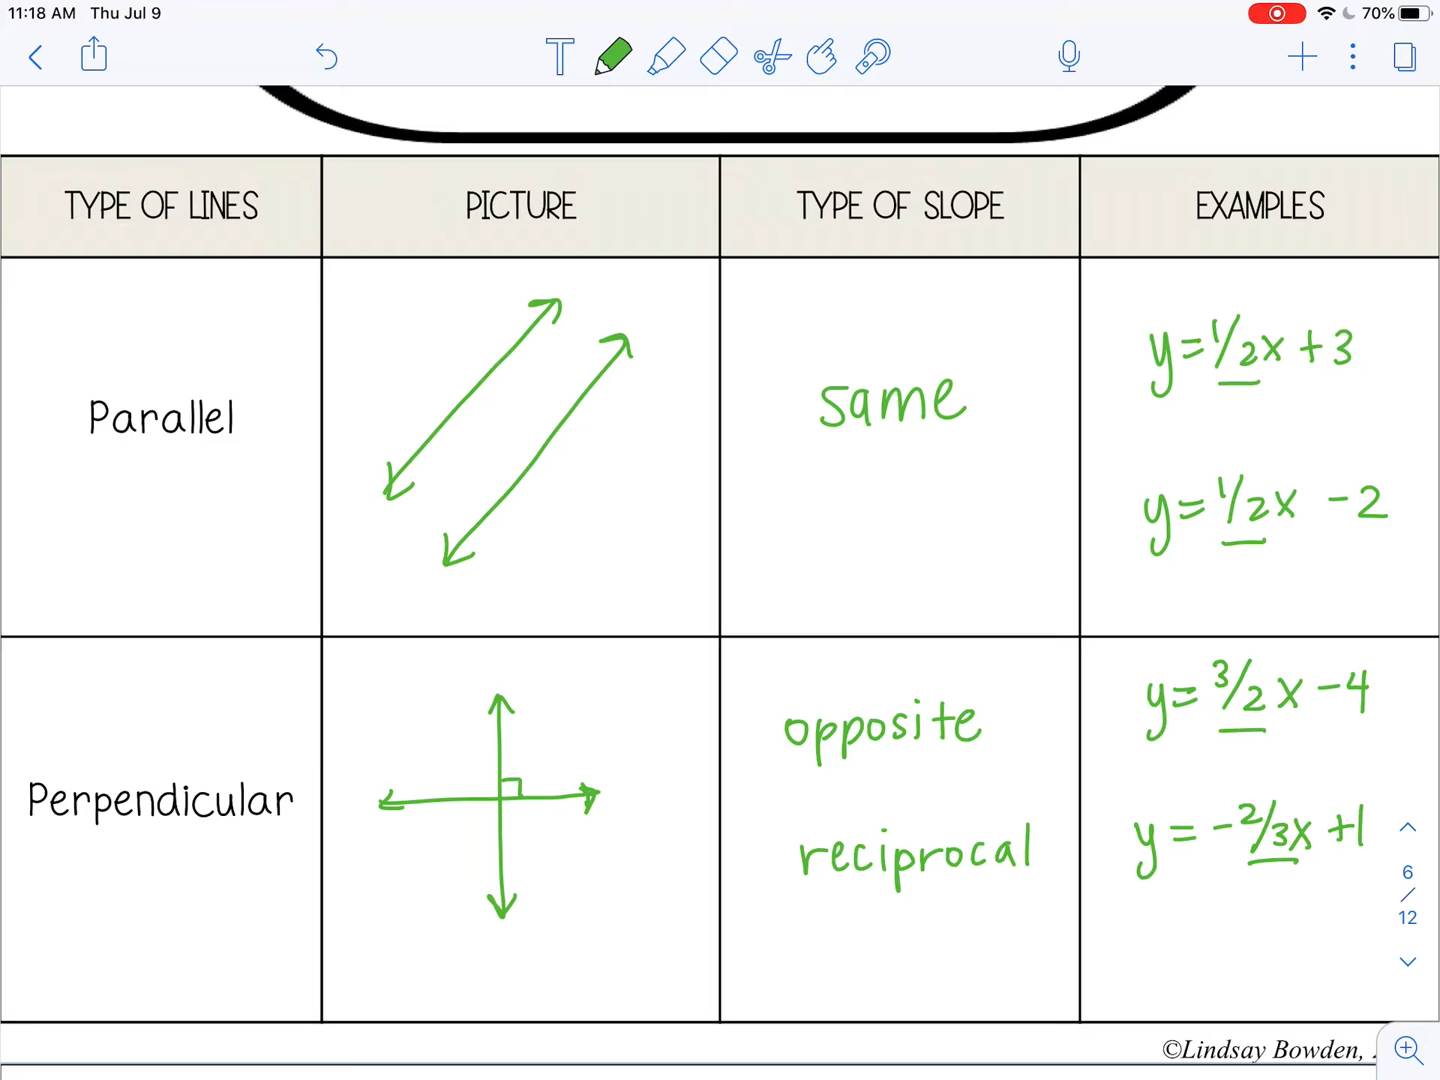 11:18 AM Thu Jul 9
70%
TYPE OF LINES
PICTURE
TYPE OF SLOPE
EXAMPLES
Parallel
same
y=1/2x+3
y=1/2x -2
Perpendicular
opposite
reciprocal
y=3/2x-4
y=-2/3x+1
6
/
12
©Lindsay Bowden,